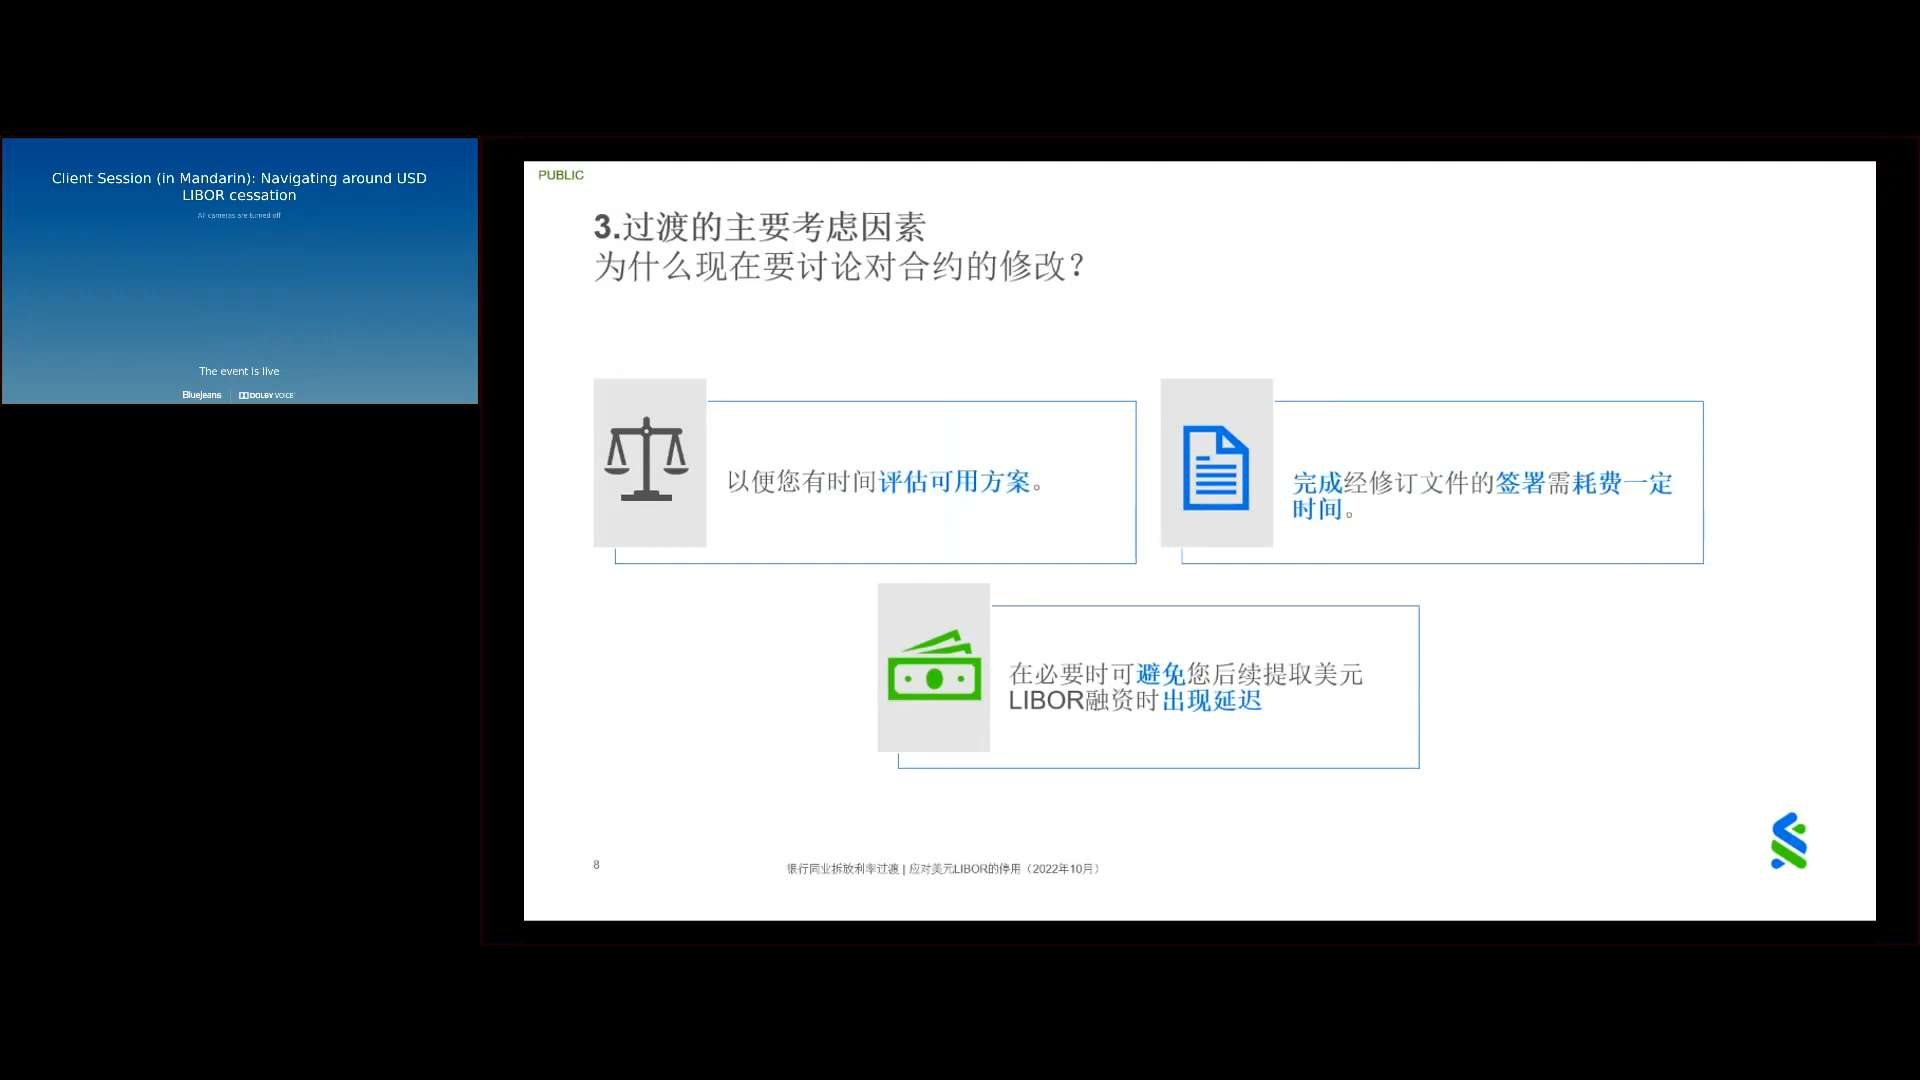 Client Session (in Mandarin): Navigating around USD
LIBOR cessation
All cameras are turned off
The event is live
BlueJeans
DOLBY VOICE
PUBLIC
3.过渡的主要考虑因素
为什么现在要讨论对合约的修改？
以便您有时间评估可用方案。
完成经修订文件的签署需耗费一定
时间。
在必要时可避免您后续提取美元
LIBOR融资时出现延迟
8
银行同业拆放利率过渡 | 应对美元LIBOR的停用（2022年10月）